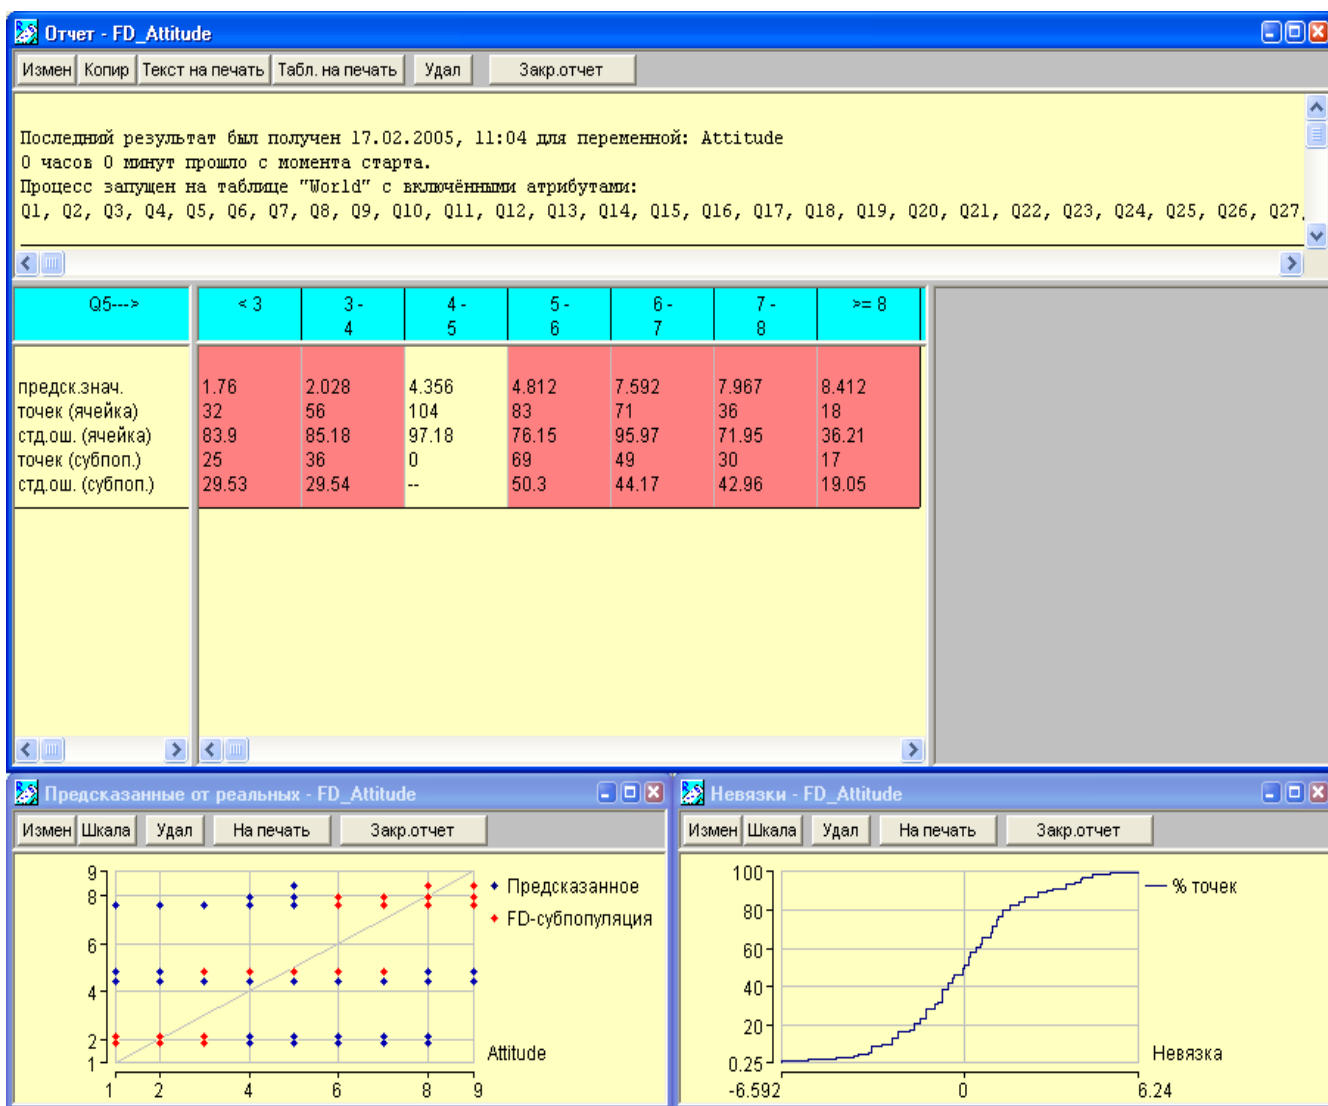 Отчет - FD_Attitude
Измен Копир Текст на печать Табл. на печать Удал Закр.отчет
Последний результат был получен 17.02.2005, 11:04 для переменной: Attitude
0 часов 0 минут прошло с момента старта.
Процесс запущен на таблице "World" с включёнными атрибутами:
Q1, Q2, Q3, Q4, Q5, Q6, Q7, Q8, Q9, Q10, Q11, Q12, Q13, Q14, Q15, Q16, Q17, Q18, Q19, Q20, Q21, Q22, Q23, Q24, Q25, Q26, Q27,
Q5---> < 3 3 - 4 - 5 - 6 - 7 - >= 8
4 5 6 7 8
предск.знач. 1.76 2.028 4.356 4.812 7.592 7.967 8.412
точек (ячейка) 32 56 104 83 71 36 18
стд.ош. (ячейка) 83.9 85.18 97.18 76.15 95.97 71.95 36.21
точек (субпоп.) 25 36 0 69 49 30 17
стд.ош. (субпоп.) 29.53 29.54 -- 50.3 44.17 42.96 19.05
Предсказанные от реальных - FD_Attitude
Измен Шкала Удал На печать Закр.отчет
9
8
6
4
2
1
Предсказанное
FD-субпопуляция
Attitude
1 2 4 6 8 9
Невязки - FD_Attitude
Измен Шкала Удал На печать Закр.отчет
100
80
60
40
20
0.25
% точек
Невязка
-6.592 0 6.24